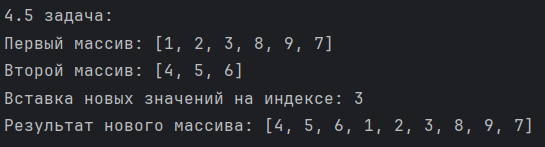 4.5 задача:
Первый массив: [1, 2, 3, 8, 9, 7]
Второй массив: [4, 5, 6]
Вставка новых значений на индексе: 3
Результат нового массива: [4, 5, 6, 1, 2, 3, 8, 9, 7]